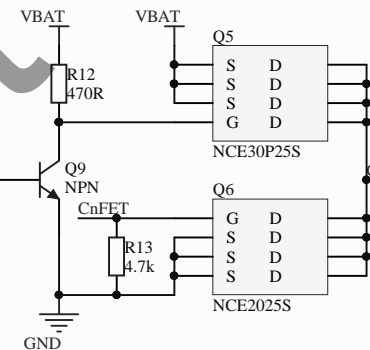 VBAT
VBAT
Q5
R12
470R
S D
S D
S D
G D
NCE30P25S
Q9
NPN
Q6
CnFET
G D
S D
S D
S D
R13
4.7k
NCE2025S
GND